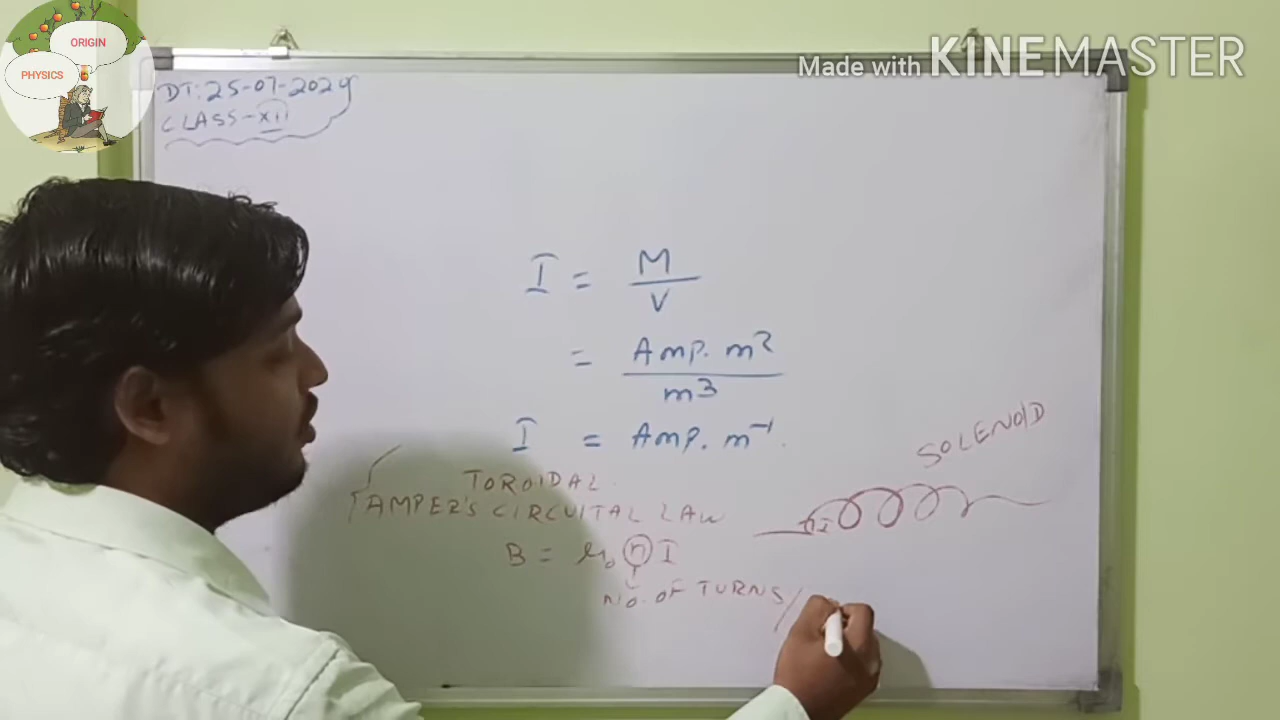 ORIGIN
PHYSICS
Made with KINEMASTER
DT:25-07-2024
CLASS-XII
I = M/V
= Amp. m²/m³
I = Amp. m⁻¹.
SOLENOID
TOROIDAL
AMPER'S CIRCUITAL LAW
B = μ₀ n I
NO. OF TURNS/